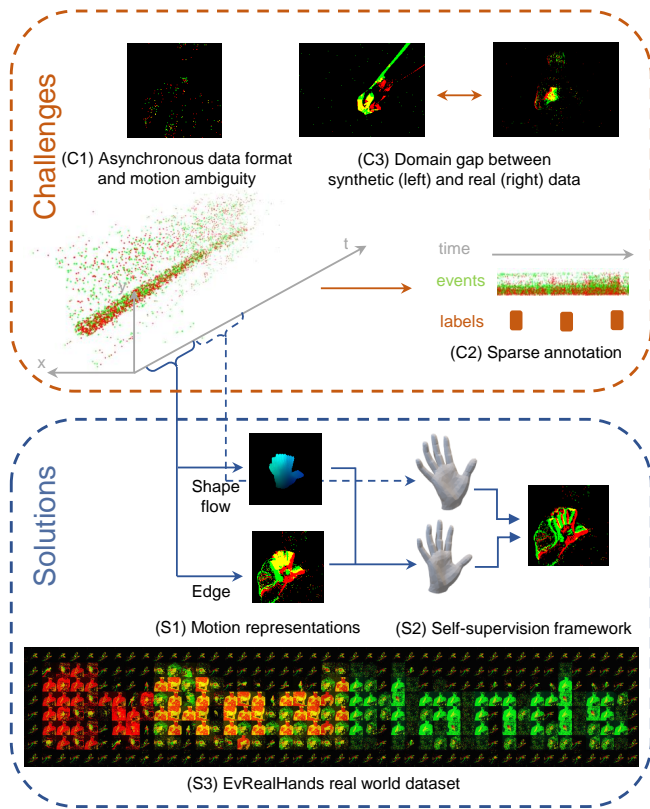 Challenges
(C1) Asynchronous data format
and motion ambiguity
(C3) Domain gap between
synthetic (left) and real (right) data
t
y
x
time
events
labels
(C2) Sparse annotation
Solutions
Shape
flow
Edge
(S1) Motion representations
(S2) Self-supervision framework
(S3) EvRealHands real world dataset